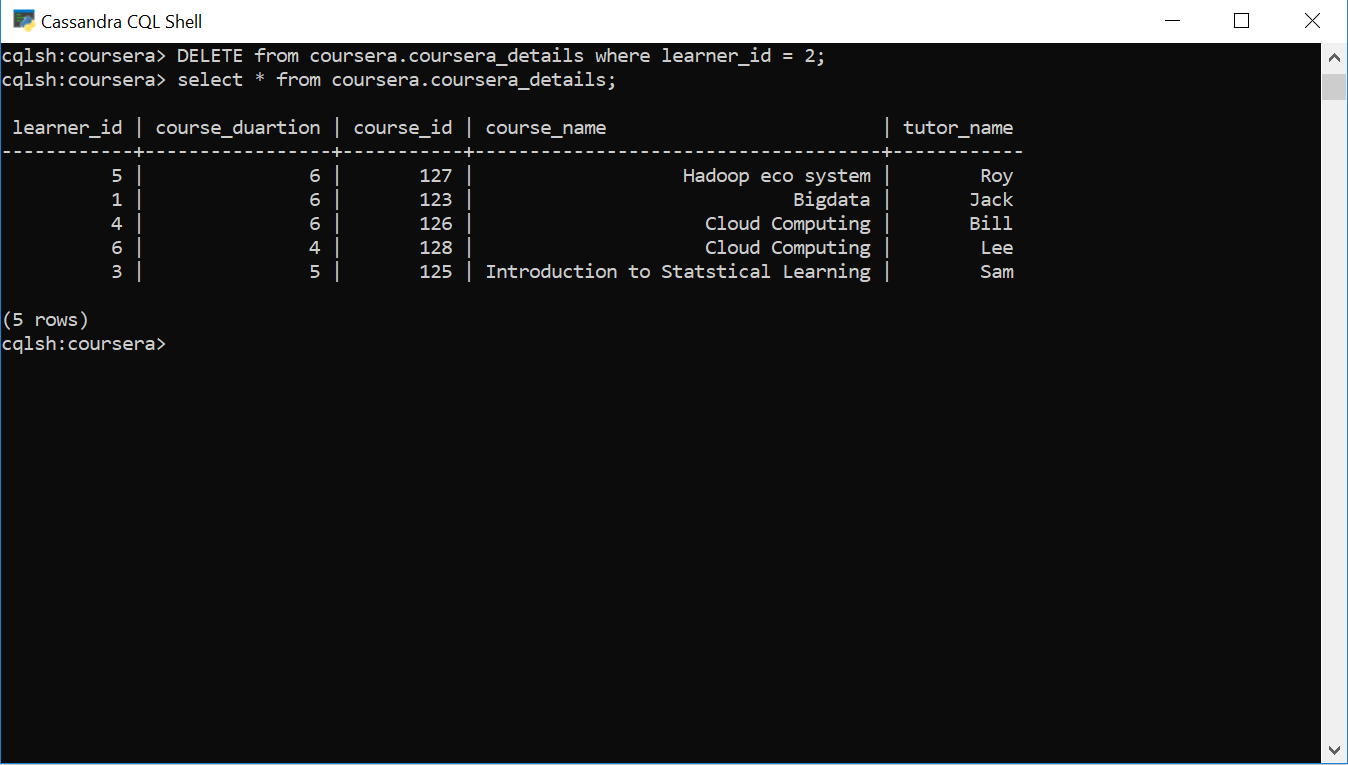 Cassandra CQL Shell
cqlsh:coursera> DELETE from coursera.coursera_details where learner_id = 2;
cqlsh:coursera> select * from coursera.coursera_details;
 learner_id | course_duartion | course_id | course_name                         | tutor_name
------------+-----------------+-----------+-------------------------------------+------------
          5 |               6 |       127 |                   Hadoop eco system |        Roy
          1 |               6 |       123 |                             Bigdata |       Jack
          4 |               6 |       126 |                     Cloud Computing |       Bill
          6 |               4 |       128 |                     Cloud Computing |        Lee
          3 |               5 |       125 | Introduction to Statstical Learning |        Sam
(5 rows)
cqlsh:coursera>